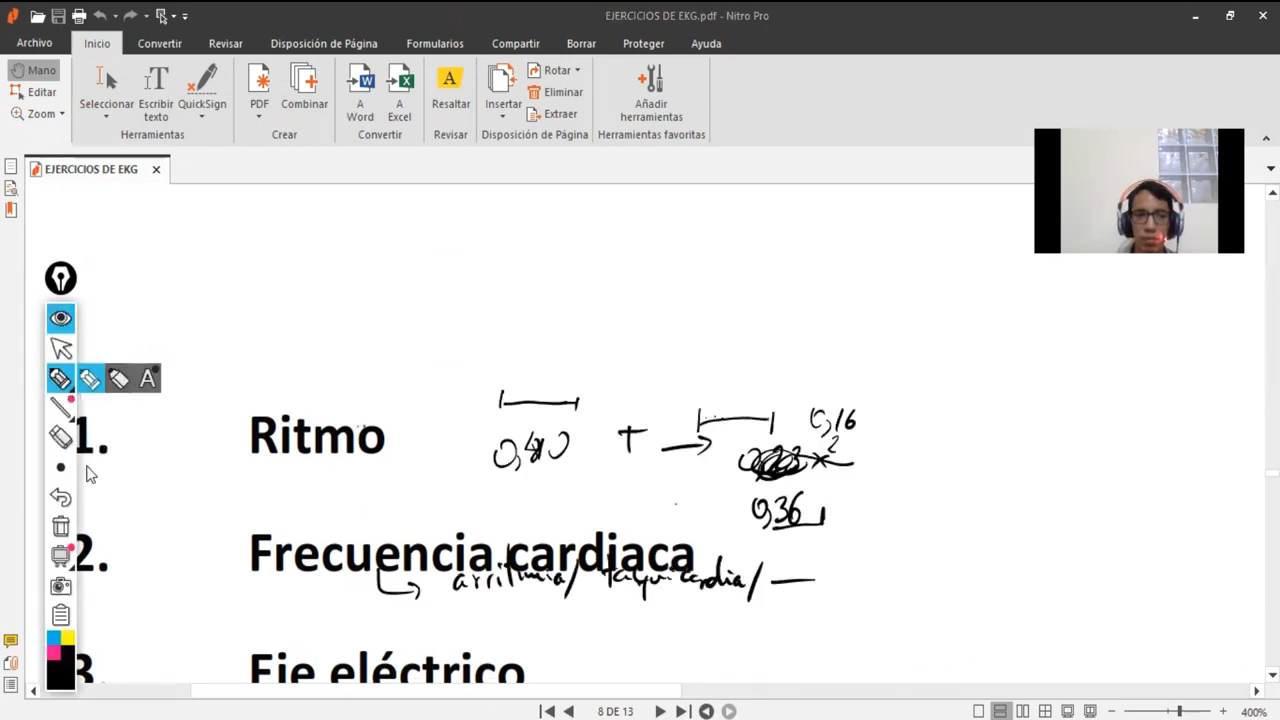 EJERCICIOS DE EKG.pdf - Nitro Pro
Archivo Inicio Convertir Revisar Disposición de Página Formularios Compartir Borrar Proteger Ayuda
Mano
Editar
Zoom
Seleccionar
Escribir texto
QuickSign
Herramientas
PDF
Combinar
Crear
A Word
A Excel
Convertir
Resaltar
Revisar
Insertar
Rotar
Eliminar
Extraer
Disposición de Página
Añadir herramientas
Herramientas favoritas
EJERCICIOS DE EKG
A
1. Ritmo
+
0,16
2
0,36
2. Frecuencia cardiaca
arritmia/ taquicardia/
3. Eje eléctrico
8 DE 13
400%